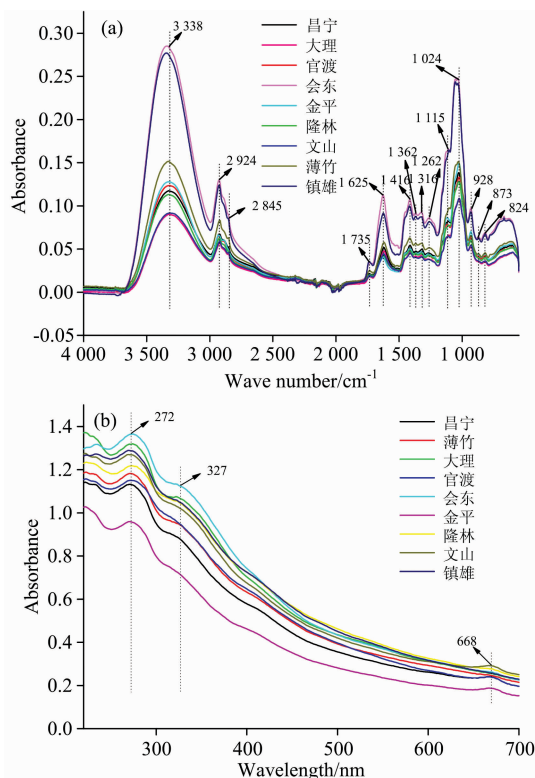 (a)
3 338
昌宁
大理
官渡
会东
金平
隆林
文山
薄竹
镇雄
2 924
2 845
1 735
1 625
1 416
1 362
1 316
1 262
1 115
1 024
928
873
824
Absorbance
0.30
0.25
0.20
0.15
0.10
0.05
0.00
-0.05
4 000
3 500
3 000
2 500
2 000
1 500
1 000
Wave number/cm-1
(b)
272
327
668
昌宁
薄竹
大理
官渡
会东
金平
隆林
文山
镇雄
Absorbance
1.4
1.2
1.0
0.8
0.6
0.4
0.2
0.0
300
400
500
600
700
Wavelength/nm